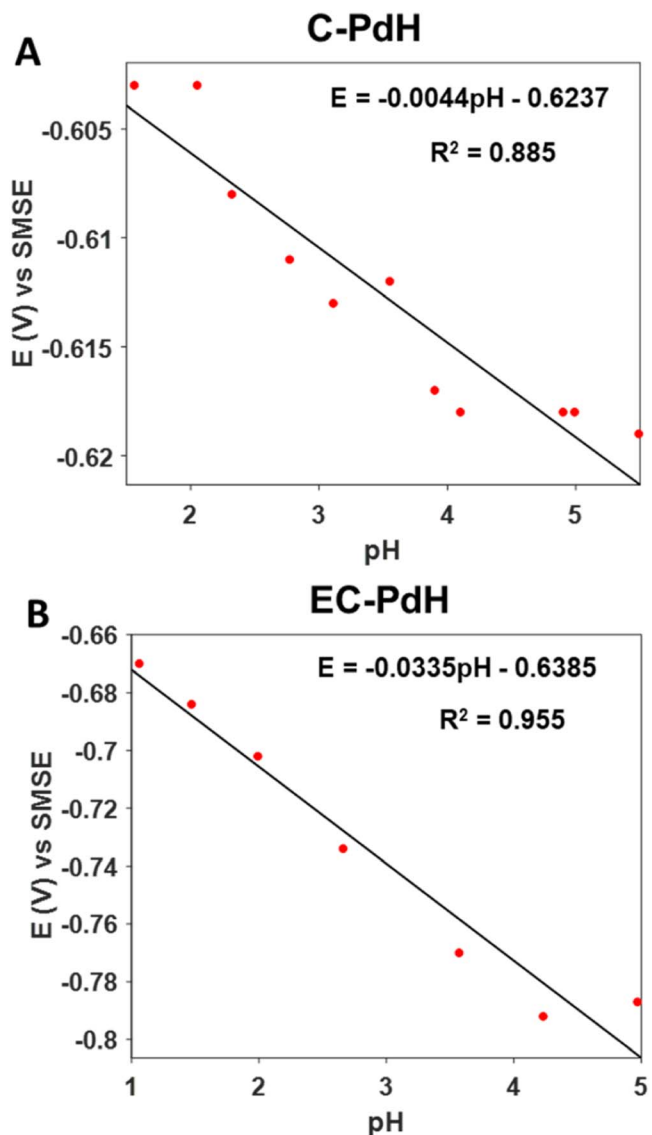 C-PdH
A
E = -0.0044pH - 0.6237
R² = 0.885
-0.605
-0.61
-0.615
-0.62
E (V) vs SMSE
2 3 4 5
pH
EC-PdH
B
E = -0.0335pH - 0.6385
R² = 0.955
-0.66
-0.68
-0.7
-0.72
-0.74
-0.76
-0.78
-0.8
E (V) vs SMSE
1 2 3 4 5
pH